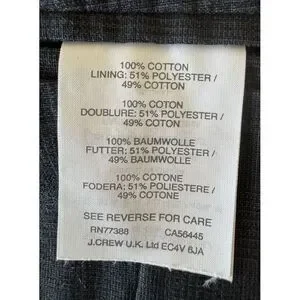 100% COTTON
LINING: 51% POLYESTER /
49% COTTON
100% COTON
DOUBLURE: 51% POLYESTER /
49% COTON
100% BAUMWOLLE
FUTTER: 51% POLYESTER /
49% BAUMWOLLE
100% COTONE
FODERA: 51% POLIESTERE /
49% COTONE
SEE REVERSE FOR CARE
RN77388 CA56445
J.CREW U.K. Ltd EC4V 6JA